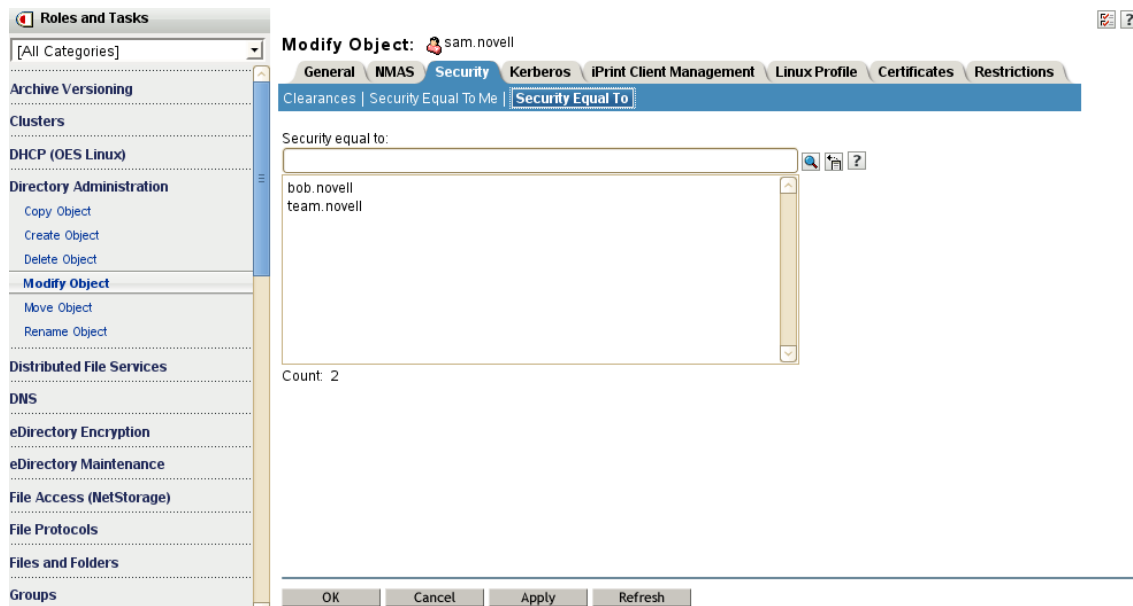 Roles and Tasks
[All Categories]
Archive Versioning
Clusters
DHCP (OES Linux)
Directory Administration
Copy Object
Create Object
Delete Object
Modify Object
Move Object
Rename Object
Distributed File Services
DNS
eDirectory Encryption
eDirectory Maintenance
File Access (NetStorage)
File Protocols
Files and Folders
Groups
?
Modify Object: sam.novell
General NMAS Security Kerberos iPrint Client Management Linux Profile Certificates Restrictions
Clearances | Security Equal To Me | Security Equal To
Security equal to:
?
bob.novell
team.novell
Count: 2
OK Cancel Apply Refresh